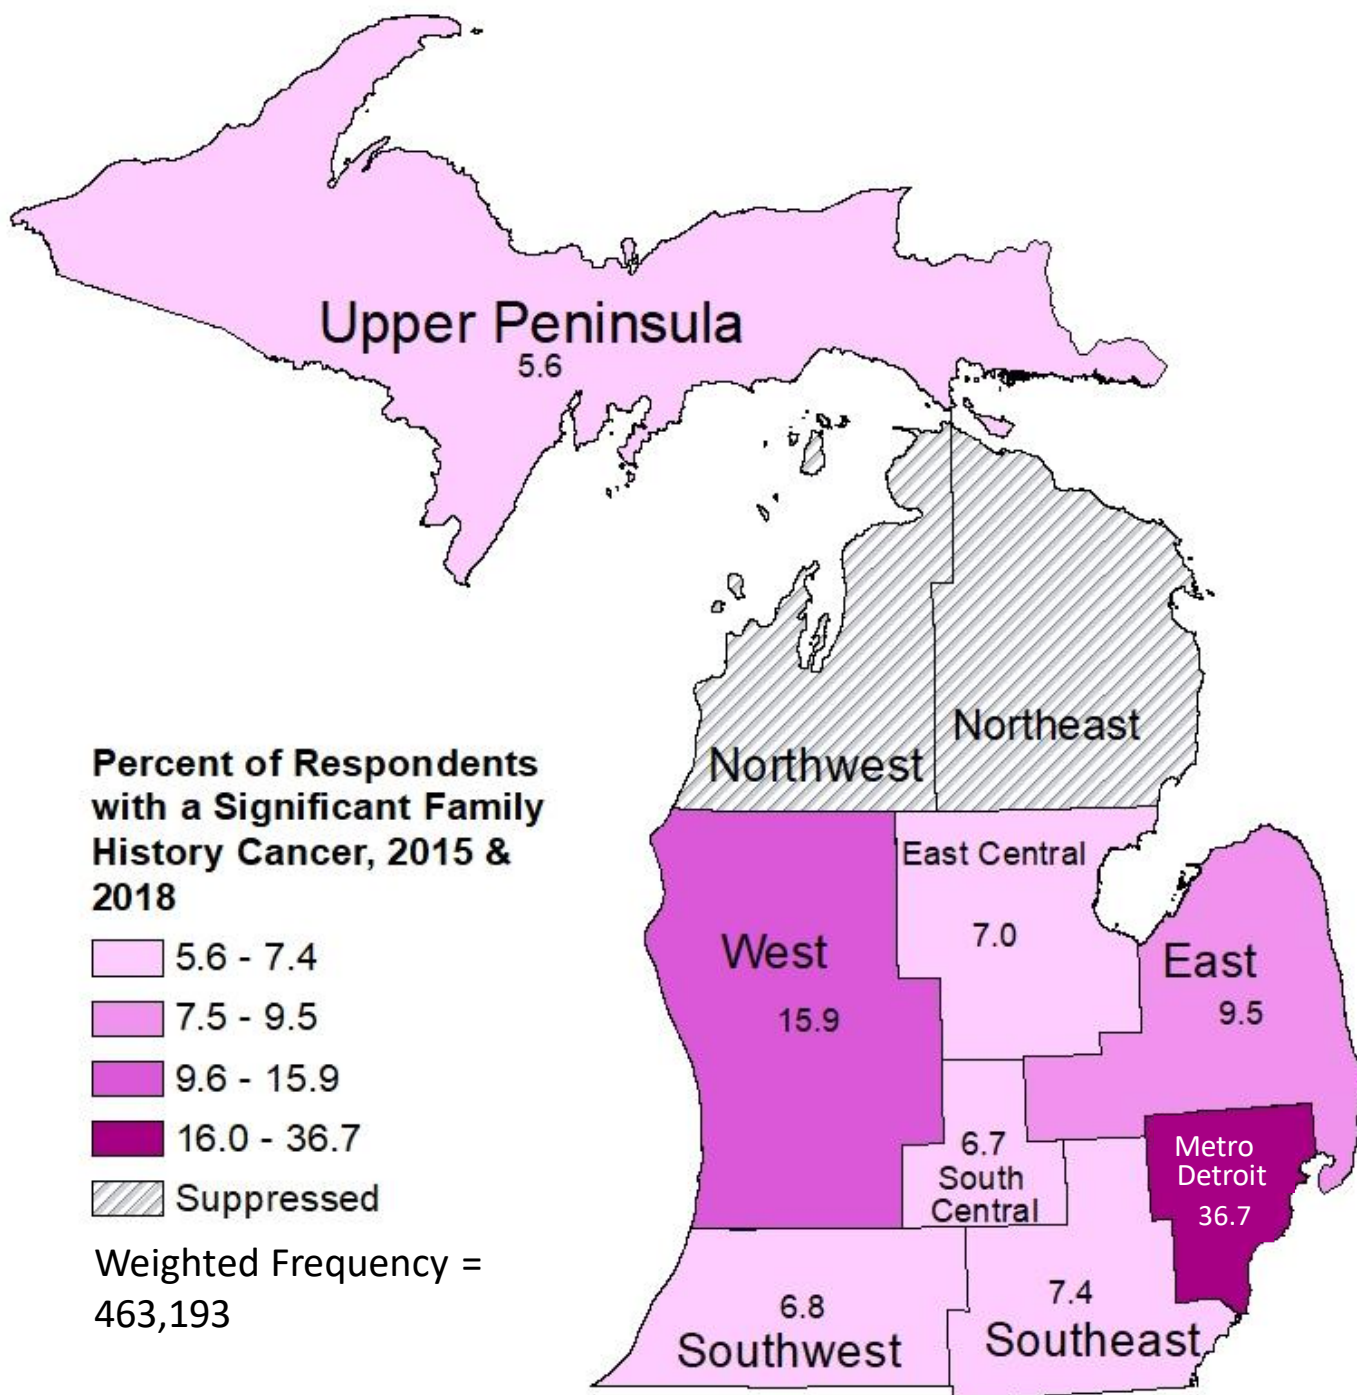 Upper Peninsula
5.6
Northeast
Northwest
Percent of Respondents
with a Significant Family
History Cancer, 2015 &
2018
5.6 - 7.4
7.5 - 9.5
9.6 - 15.9
16.0 - 36.7
Suppressed
Weighted Frequency =
463,193
East Central
7.0
West
15.9
East
9.5
6.7
South
Central
Metro
Detroit
36.7
6.8
Southwest
7.4
Southeast